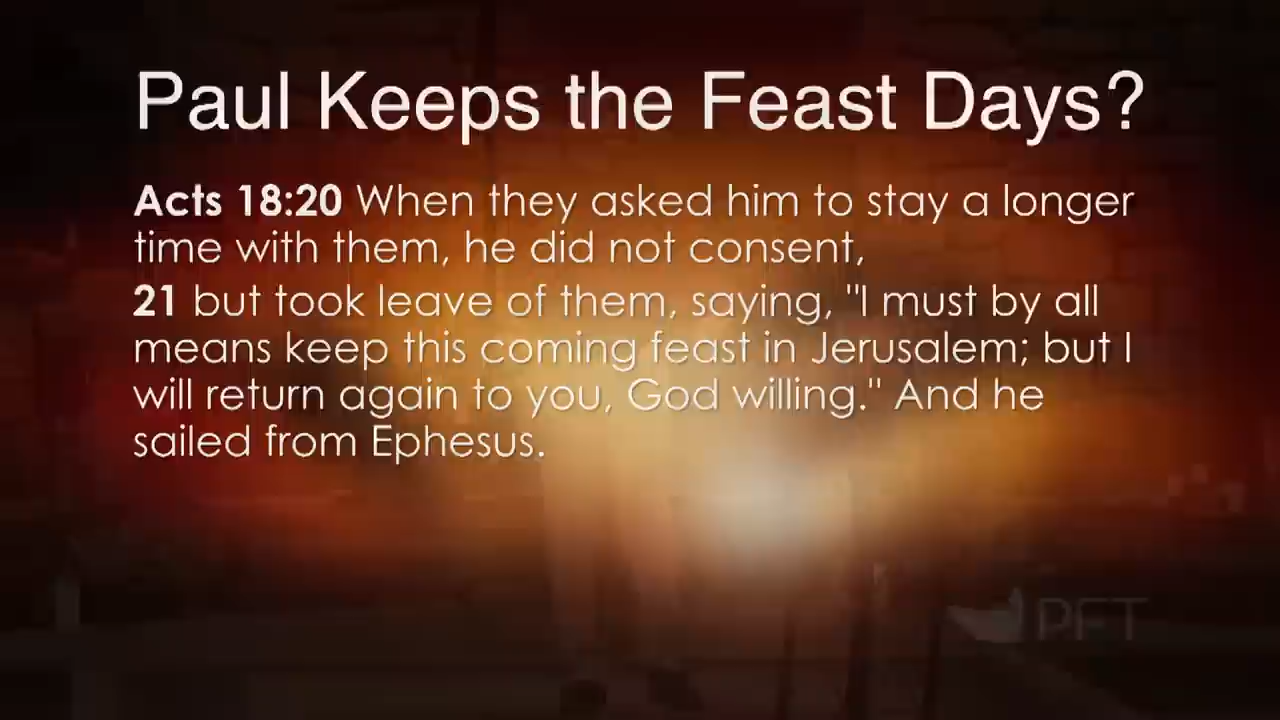 Paul Keeps the Feast Days?
Acts 18:20 When they asked him to stay a longer
time with them, he did not consent,
21 but took leave of them, saying, "I must by all
means keep this coming feast in Jerusalem; but I
will return again to you, God willing." And he
sailed from Ephesus.
PFT